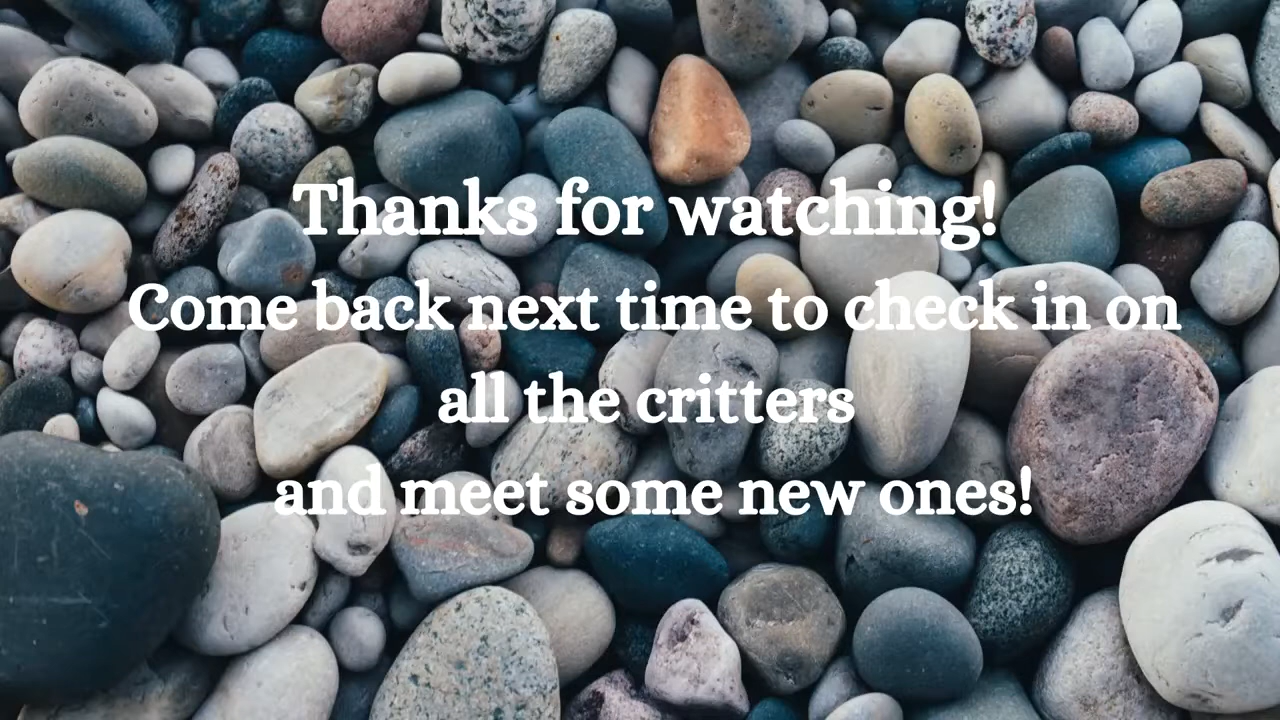 Thanks for watching!
Come back next time to check in on
all the critters
and meet some new ones!